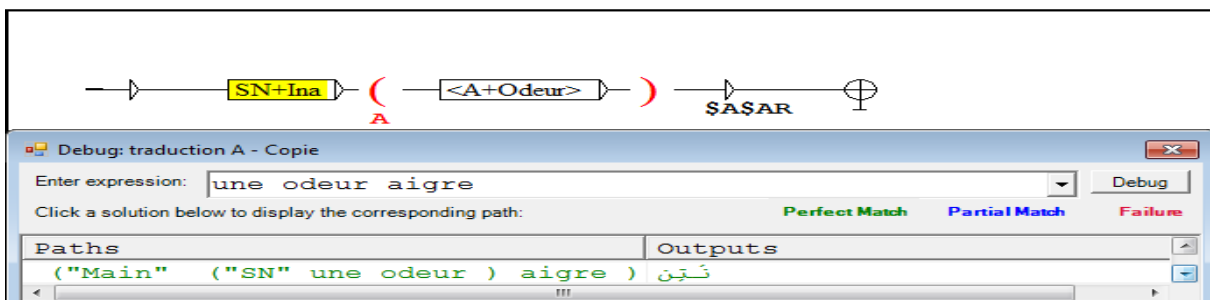 SN+Ina ( <A+Odeur> )
A $A$AR
Debug: traduction A - Copie
Enter expression: une odeur aigre Debug
Click a solution below to display the corresponding path: Perfect Match Partial Match Failure
Paths Outputs
("Main" ("SN" une odeur ) aigre ) نَتِن